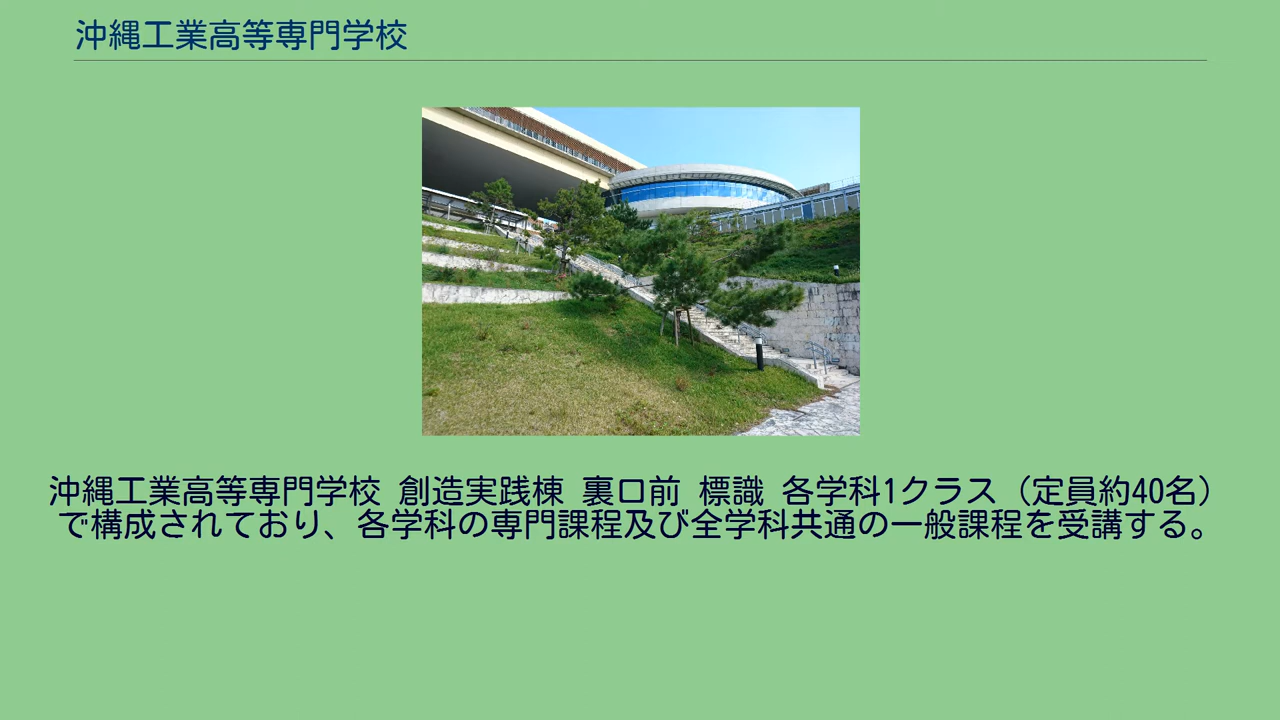 沖縄工業高等専門学校
沖縄工業高等専門学校 創造実践棟 裏口前 標識 各学科1クラス（定員約40名）
で構成されており、各学科の専門課程及び全学科共通の一般課程を受講する。